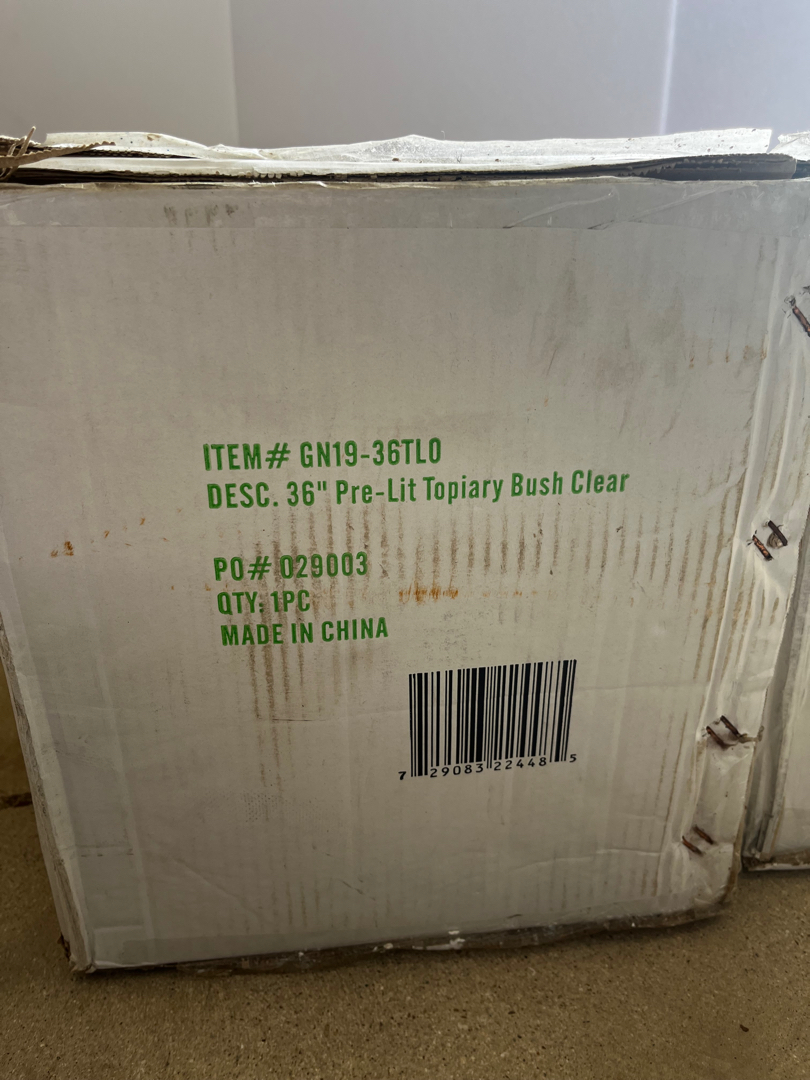 ITEM# GN19-36TLO
DESC. 36" Pre-Lit Topiary Bush Clear
PO# 029003
QTY: 1PC
MADE IN CHINA
7 29083 22448 5